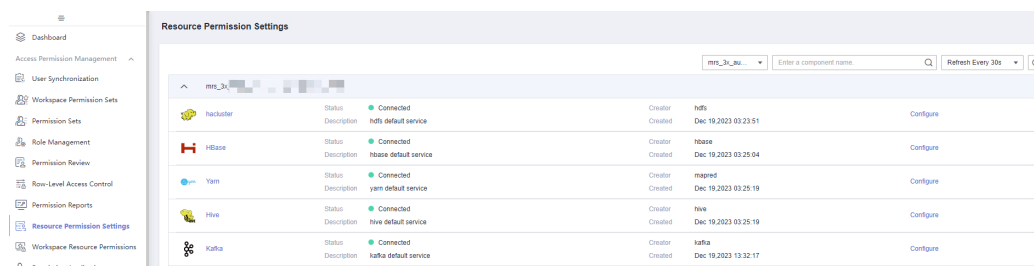 Resource Permission Settings
Dashboard
Access Permission Management
User Synchronization
Workspace Permission Sets
Permission Sets
Role Management
Permission Review
Row-Level Access Control
Permission Reports
Resource Permission Settings
Workspace Resource Permissions
mrs_3x_au... Enter a component name. Refresh Every 30s
mrs_3x_
hacluster Status Connected Creator hdfs Configure
Description hdfs default service Created Dec 19,2023 03:23:51
HBase Status Connected Creator hbase Configure
Description hbase default service Created Dec 19,2023 03:25:04
Yarn Status Connected Creator mapred Configure
Description yarn default service Created Dec 19,2023 03:25:19
Hive Status Connected Creator hive Configure
Description hive default service Created Dec 19,2023 03:25:19
Kafka Status Connected Creator kafka Configure
Description kafka default service Created Dec 19,2023 13:32:17